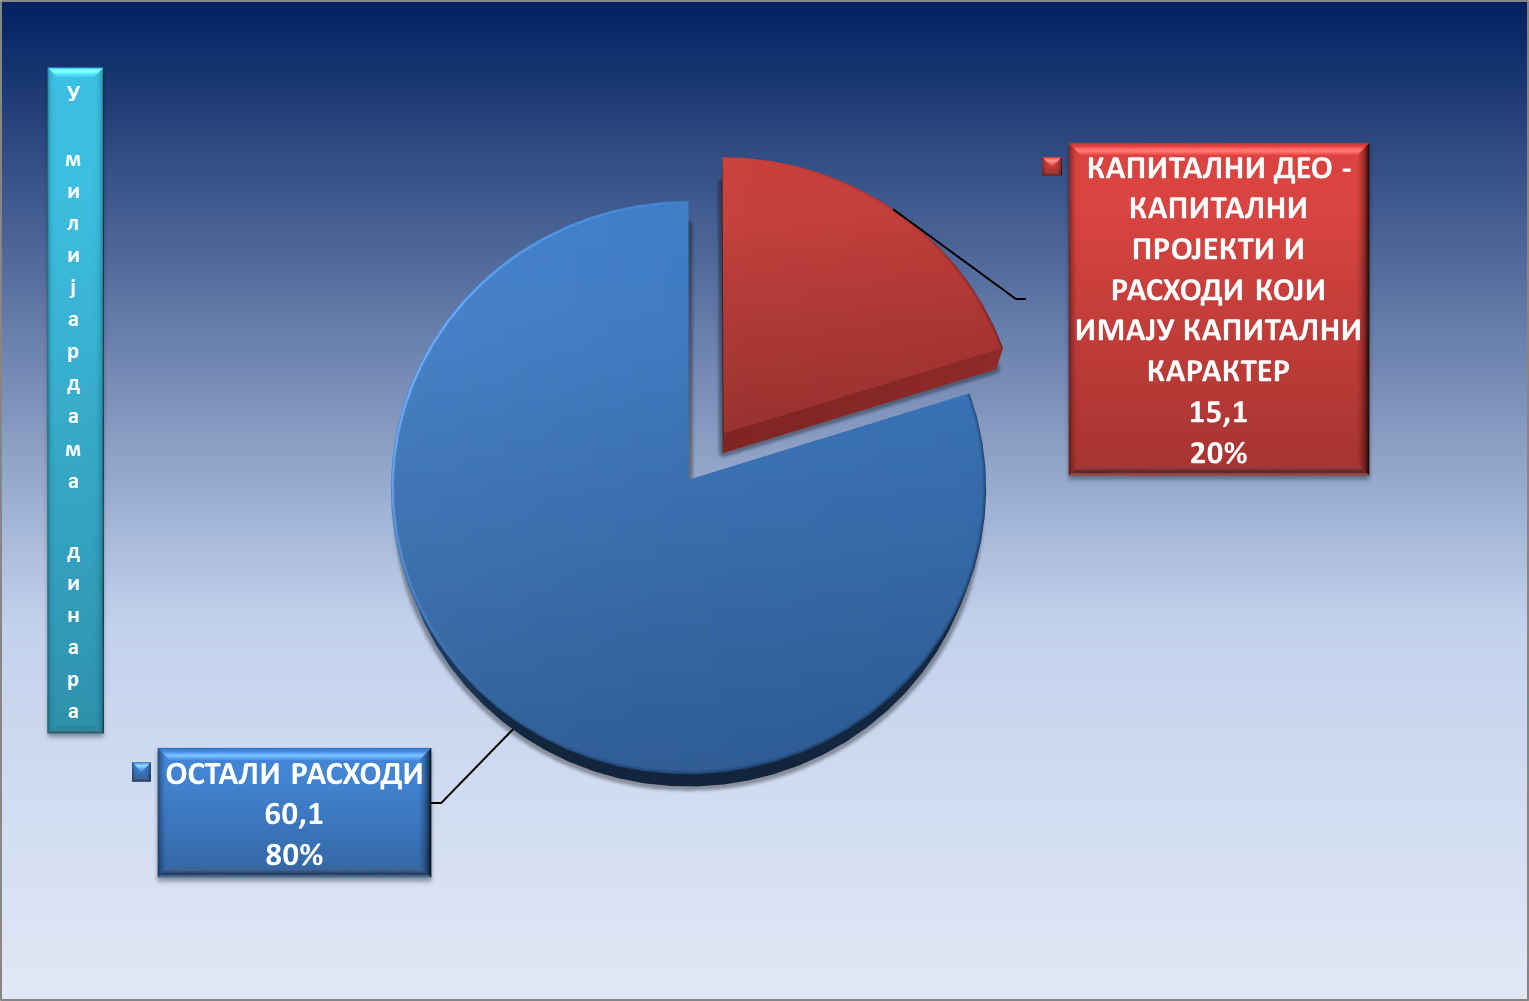 У милијардама динара
КАПИТАЛНИ ДЕО -
КАПИТАЛНИ
ПРОЈЕКТИ И
РАСХОДИ КОЈИ
ИМАЈУ КАПИТАЛНИ
КАРАКТЕР
15,1
20%
ОСТАЛИ РАСХОДИ
60,1
80%